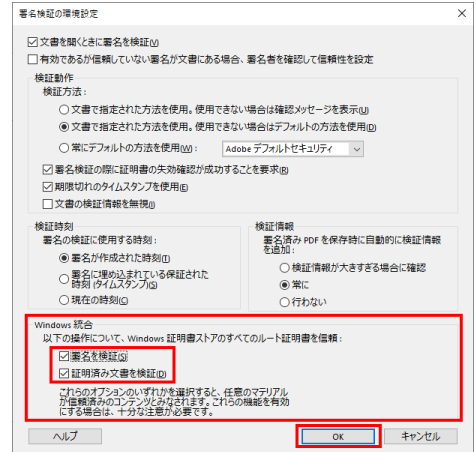 署名検証の環境設定
文書を開くときに署名を検証(V)
有効であるが信頼していない署名が文書にある場合、署名者を確認して信頼性を設定
検証動作
検証方法：
文書で指定された方法を使用。使用できない場合は確認メッセージを表示(U)
文書で指定された方法を使用。使用できない場合はデフォルトの方法を使用(D)
常にデフォルトの方法を使用(W)： Adobe デフォルトセキュリティ
署名検証の際に証明書の失効確認が成功することを要求(R)
期限切れのタイムスタンプを使用(E)
文書の検証情報を無視(I)
検証時刻
署名の検証に使用する時刻：
署名が作成された時刻(T)
署名に埋め込まれている保証された
時刻 (タイムスタンプ)(S)
現在の時刻(C)
検証情報
署名済み PDF を保存時に自動的に検証情報
を追加：
検証情報が大きすぎる場合に確認
常に
行わない
Windows 統合
以下の操作について、Windows 証明書ストアのすべてのルート証明書を信頼：
署名を検証(S)
証明済み文書を検証(D)
これらのオプションのいずれかを選択すると、任意のマテリアル
が信頼済みのコンテンツとみなされます。これらの機能を有効
にする場合は、十分な注意が必要です。
ヘルプ
OK
キャンセル